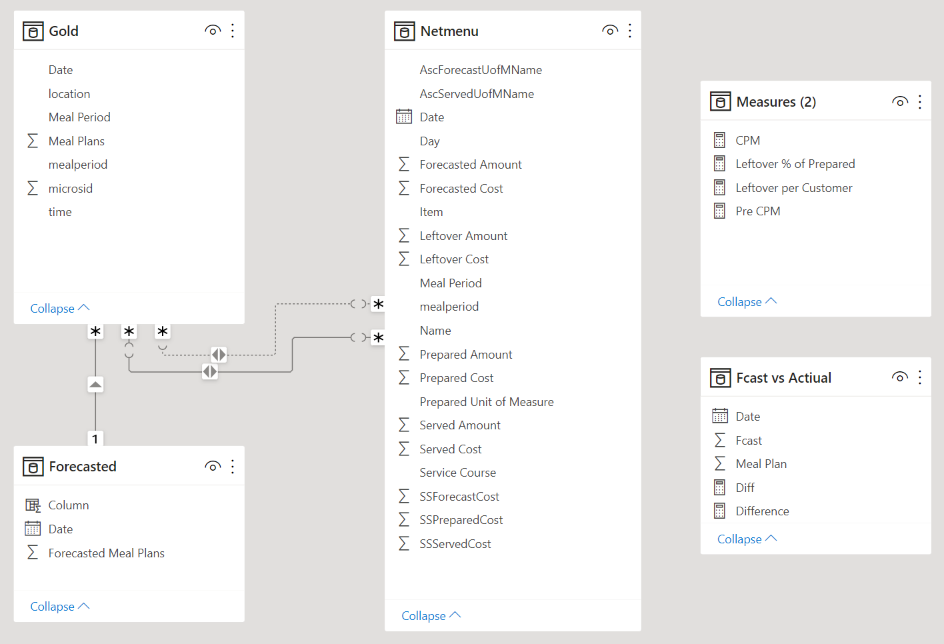 Gold
Date
location
Meal Period
Meal Plans
mealperiod
microsid
time
Collapse
Forecasted
Column
Date
Forecasted Meal Plans
Collapse
Netmenu
AscForecastUofMName
AscServedUofMName
Date
Day
Forecasted Amount
Forecasted Cost
Item
Leftover Amount
Leftover Cost
Meal Period
mealperiod
Name
Prepared Amount
Prepared Cost
Prepared Unit of Measure
Served Amount
Served Cost
Service Course
SSForecastCost
SSPreparedCost
SSServedCost
Collapse
Measures (2)
CPM
Leftover % of Prepared
Leftover per Customer
Pre CPM
Collapse
Fcast vs Actiual
Date
Fcast
Meal Plan
Diff
Difference
Collapse
*
*
*
1
*
*